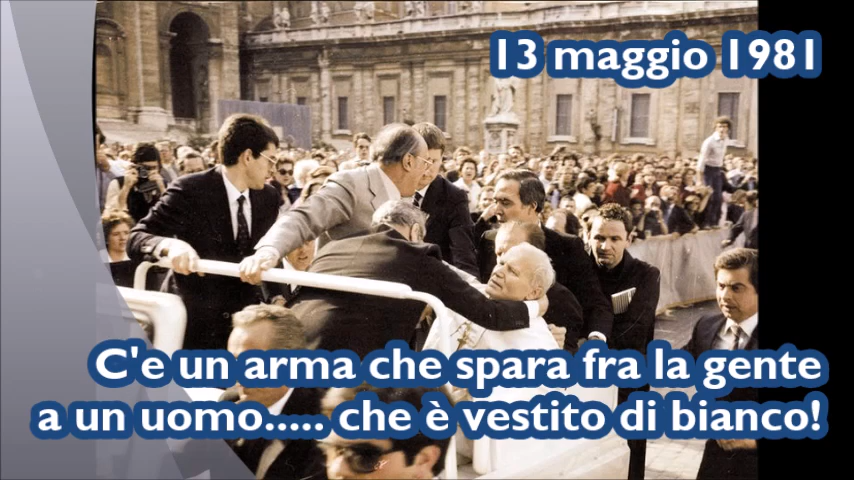 13 maggio 1981
C'e un arma che spara fra la gente
a un uomo..... che è vestito di bianco!